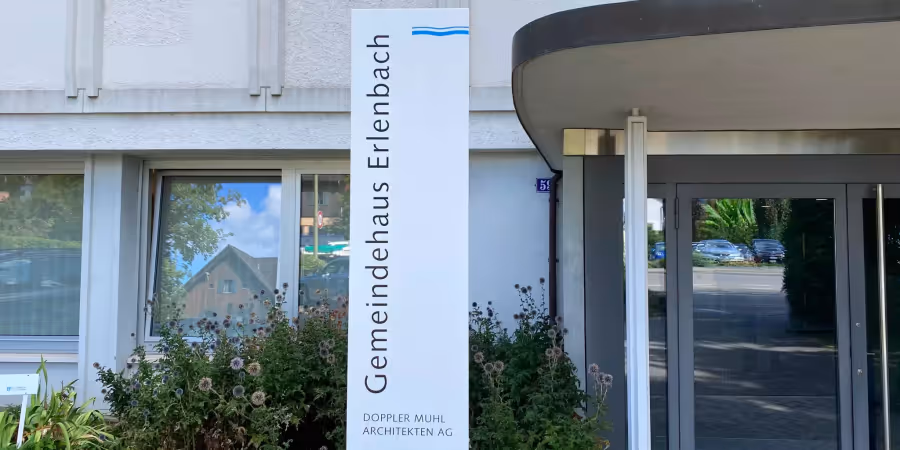 Gemeindehaus Erlenbach
DOPPLER MUHL
ARCHITEKTEN AG